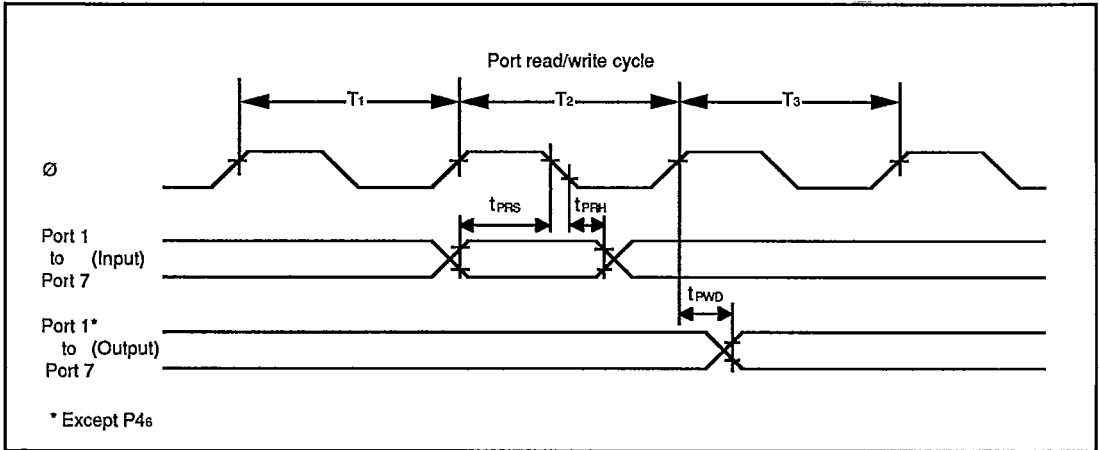 Port read/write cycle
T1 T2 T3
Ø
tPRS tPRH
Port 1
to (Input)
Port 7
tPWD
Port 1*
to (Output)
Port 7
* Except P46